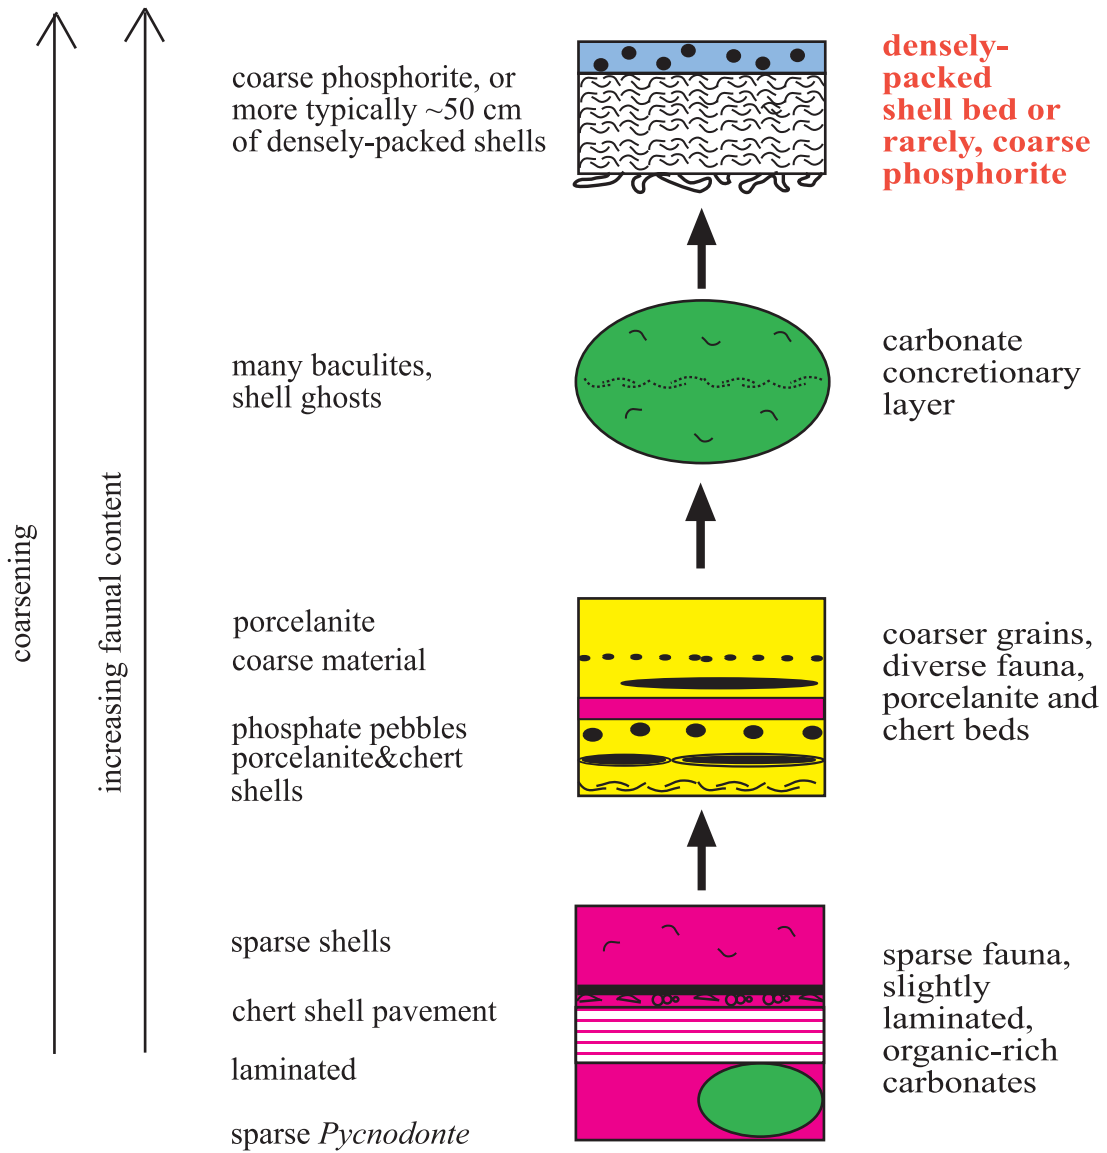 coarse phosphorite, or
more typically ~50 cm
of densely-packed shells
densely-
packed
shell bed or
rarely, coarse
phosphorite
many baculites,
shell ghosts
carbonate
concretionary
layer
coarsening
increasing faunal content
porcelanite
coarse material
phosphate pebbles
porcelanite&chert
shells
coarser grains,
diverse fauna,
porcelanite and
chert beds
sparse shells
chert shell pavement
laminated
sparse Pycnodonte
sparse fauna,
slightly
laminated,
organic-rich
carbonates